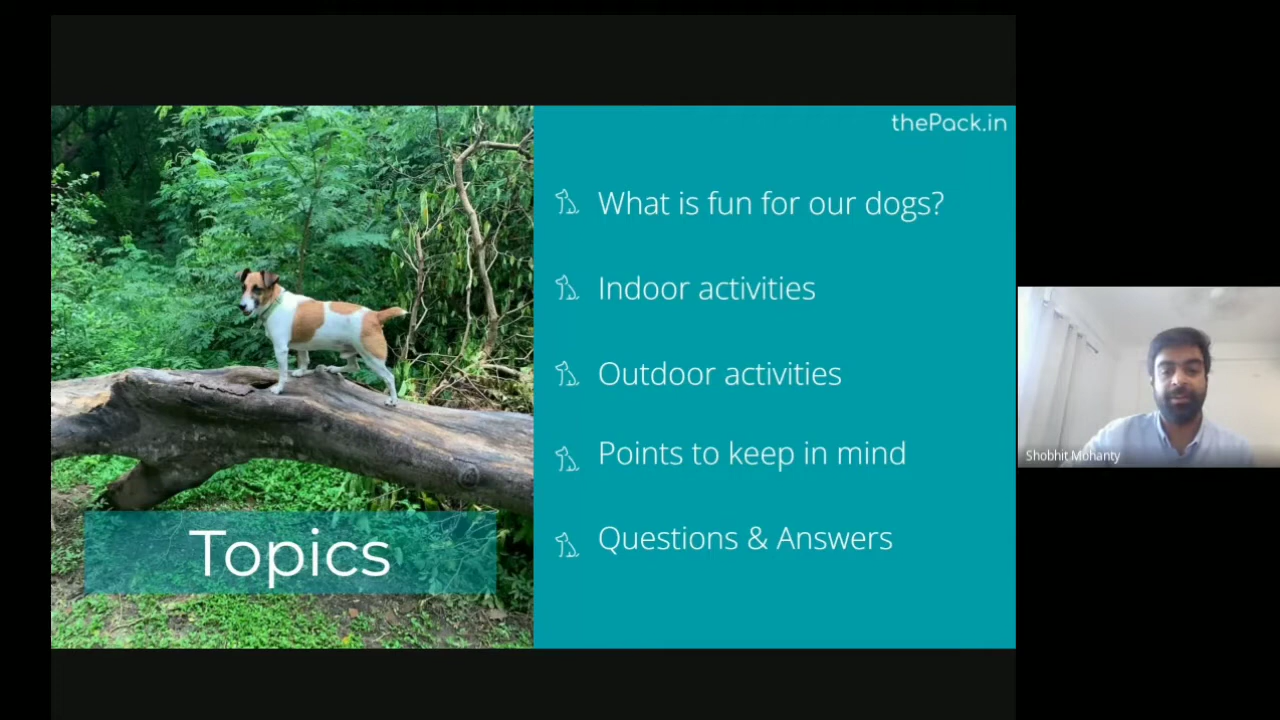 thePack.in
What is fun for our dogs?
Indoor activities
Outdoor activities
Points to keep in mind
Questions & Answers
Topics
Shobhit Mohanty